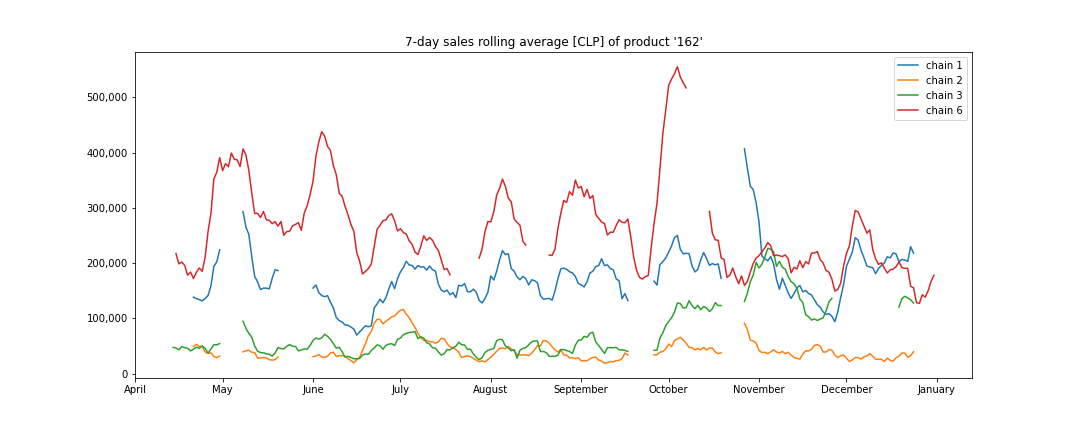 7-day sales rolling average [CLP] of product '162'
chain 1
chain 2
chain 3
chain 6
500,000
400,000
300,000
200,000
100,000
0
April May June July August September October November December January